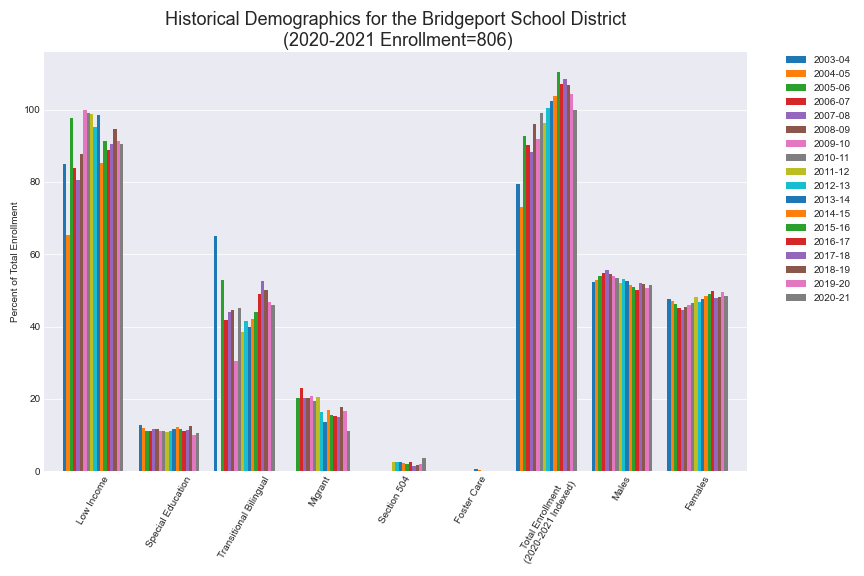 Historical Demographics for the Bridgeport School District
(2020-2021 Enrollment=806)
Percent of Total Enrollment
100
80
60
40
20
0
Low Income
Special Education
Transitional Bilingual
Migrant
Section 504
Foster Care
Total Enrollment
(2020-2021 Indexed)
Males
Females
2003-04
2004-05
2005-06
2006-07
2007-08
2008-09
2009-10
2010-11
2011-12
2012-13
2013-14
2014-15
2015-16
2016-17
2017-18
2018-19
2019-20
2020-21